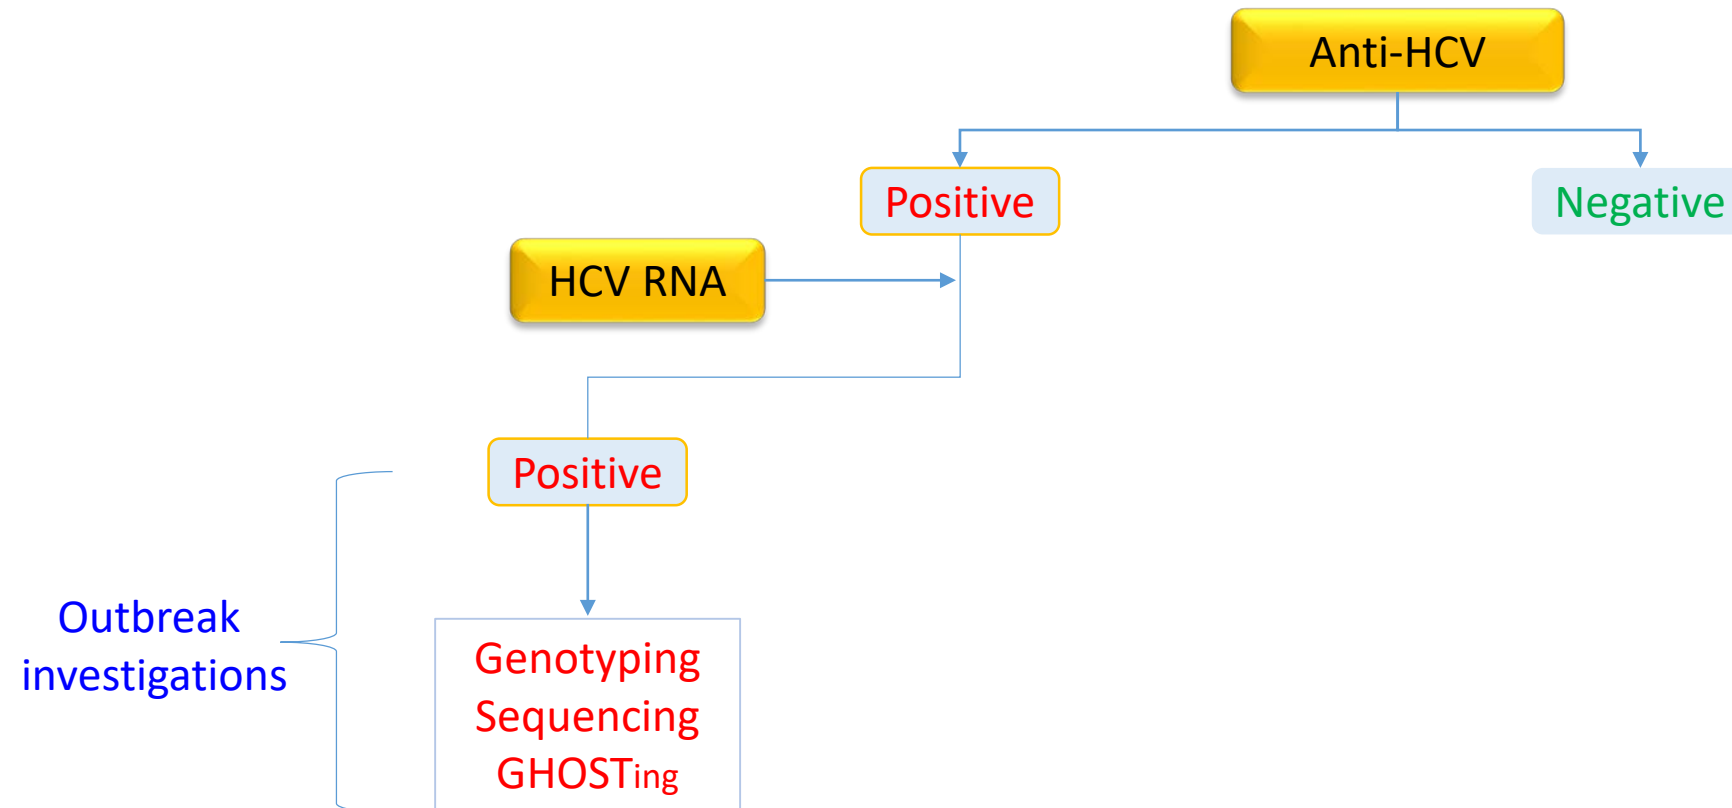 Anti-HCV
Positive
Negative
HCV RNA
Positive
Outbreak
investigations
Genotyping
Sequencing
GHOSTing